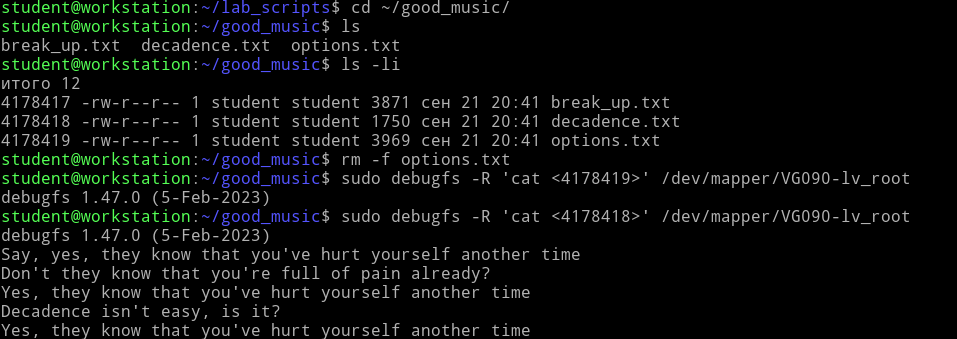 student@workstation:~/lab_scripts$ cd ~/good_music/
student@workstation:~/good_music$ ls
break_up.txt  decadence.txt  options.txt
student@workstation:~/good_music$ ls -li
итого 12
4178417 -rw-r--r-- 1 student student 3871 сен 21 20:41 break_up.txt
4178418 -rw-r--r-- 1 student student 1750 сен 21 20:41 decadence.txt
4178419 -rw-r--r-- 1 student student 3969 сен 21 20:41 options.txt
student@workstation:~/good_music$ rm -f options.txt
student@workstation:~/good_music$ sudo debugfs -R 'cat <4178419>' /dev/mapper/VG090-lv_root
debugfs 1.47.0 (5-Feb-2023)
student@workstation:~/good_music$ sudo debugfs -R 'cat <4178418>' /dev/mapper/VG090-lv_root
debugfs 1.47.0 (5-Feb-2023)
Say, yes, they know that you've hurt yourself another time
Don't they know that you're full of pain already?
Yes, they know that you've hurt yourself another time
Decadence isn't easy, is it?
Yes, they know that you've hurt yourself another time